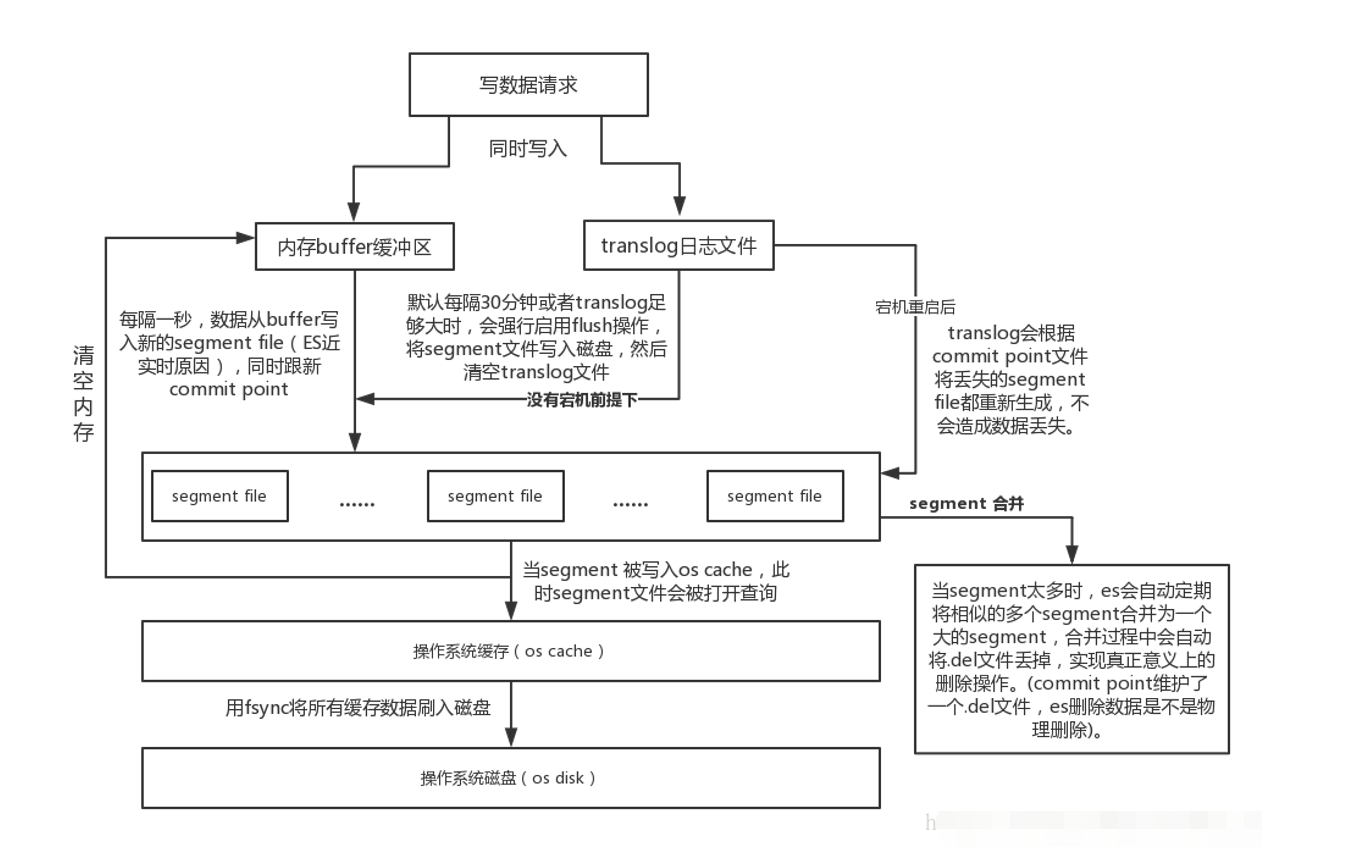 写数据请求
同时写入
内存buffer缓冲区
translog日志文件
每隔一秒，数据从buffer写
入新的segment file（ES近
实时原因），同时跟新
commit point
默认每隔30分钟或者translog足
够大时，会强行启用flush操作，
将segment文件写入磁盘，然后
清空translog文件
没有宕机前提下
宕机重启后
translog会根据
commit point文件
将丢失的segment
file都重新生成，不
会造成数据丢失。
清
空
内
存
segment file
......
segment file
......
segment file
segment 合并
当segment 被写入os cache，此
时segment文件会被打开查询
当segment太多时，es会自动定期
将相似的多个segment合并为一个
大的segment，合并过程中会自动
将.del文件丢掉，实现真正意义上的
删除操作。(commit point维护了
一个.del文件，es删除数据是不是物
理删除)。
操作系统缓存（os cache）
用fsync将所有缓存数据刷入磁盘
操作系统磁盘（os disk）
h